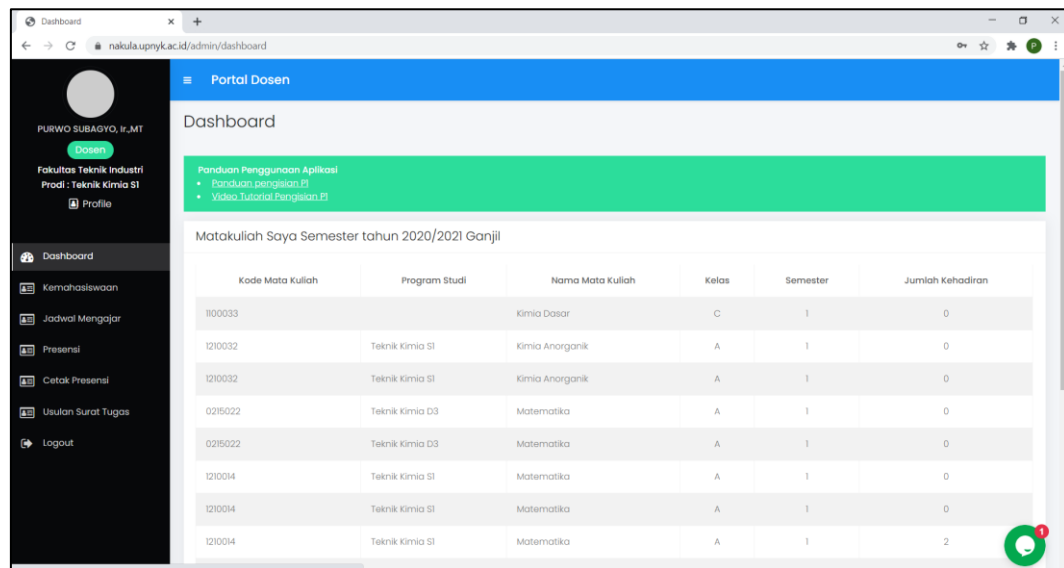 Dashboard
nakula.upnyk.ac.id/admin/dashboard
P
PURWO SUBAGYO, Ir.,MT
Dosen
Fakultas Teknik Industri
Prodi : Teknik Kimia S1
Profile
Dashboard
Kemahasiswaan
Jadwal Mengajar
Presensi
Cetak Presensi
Usulan Surat Tugas
Logout
Portal Dosen
Dashboard
Panduan Penggunaan Aplikasi
Panduan pengisian PI
Video Tutorial Pengisian PI
Matakuliah Saya Semester tahun 2020/2021 Ganjil
Kode Mata Kuliah Program Studi Nama Mata Kuliah Kelas Semester Jumlah Kehadiran
1100033 Kimia Dasar C 1 0
1210032 Teknik Kimia S1 Kimia Anorganik A 1 0
1210032 Teknik Kimia S1 Kimia Anorganik A 1 0
0215022 Teknik Kimia D3 Matematika A 1 0
0215022 Teknik Kimia D3 Matematika A 1 0
1210014 Teknik Kimia S1 Matematika A 1 0
1210014 Teknik Kimia S1 Matematika A 1 0
1210014 Teknik Kimia S1 Matematika A 1 2
1